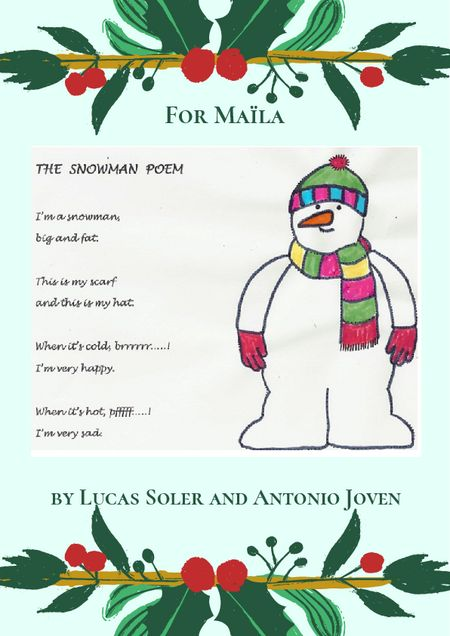 For Maïla
THE SNOWMAN POEM
I'm a snowman,
big and fat.
This is my scarf
and this is my hat.
When it's cold, brrrrrr.....!
I'm very happy.
When it's hot, pfffff.....!
I'm very sad.
by Lucas Soler and Antonio Joven